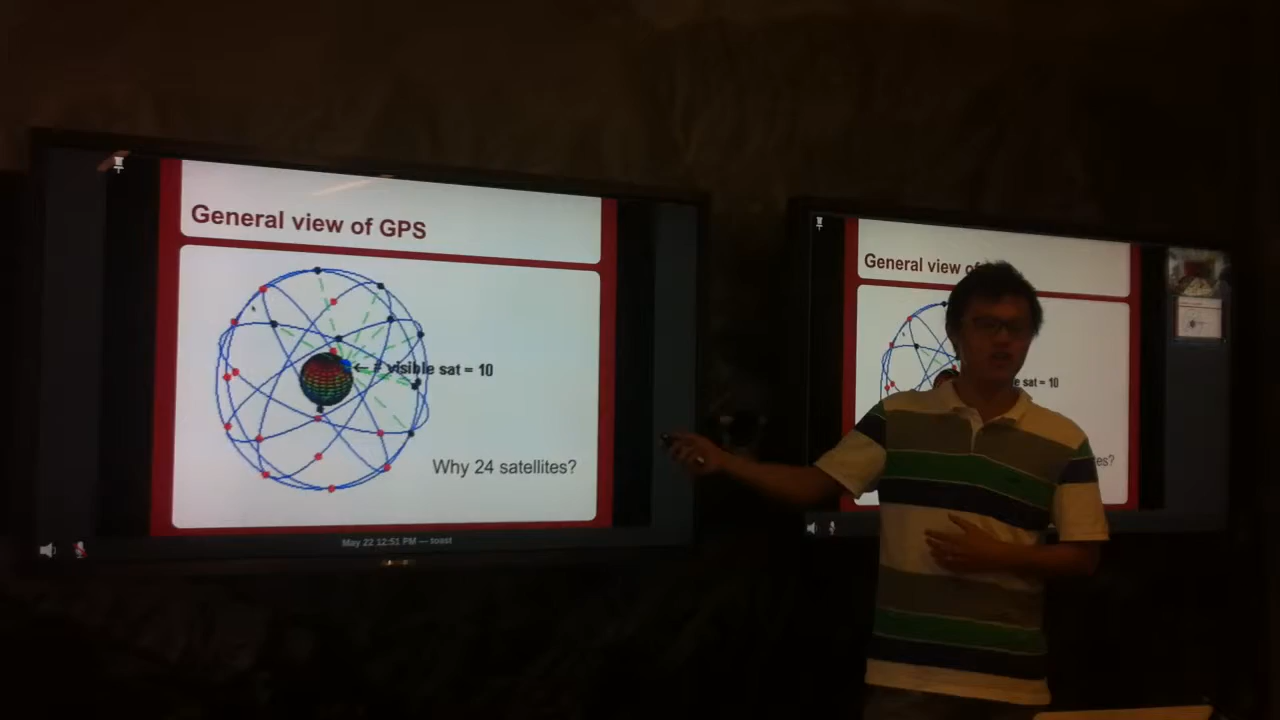 General view of GPS
← # visible sat = 10
Why 24 satellites?
May 22 12:51 PM — toast
General view of
e sat = 10
es?